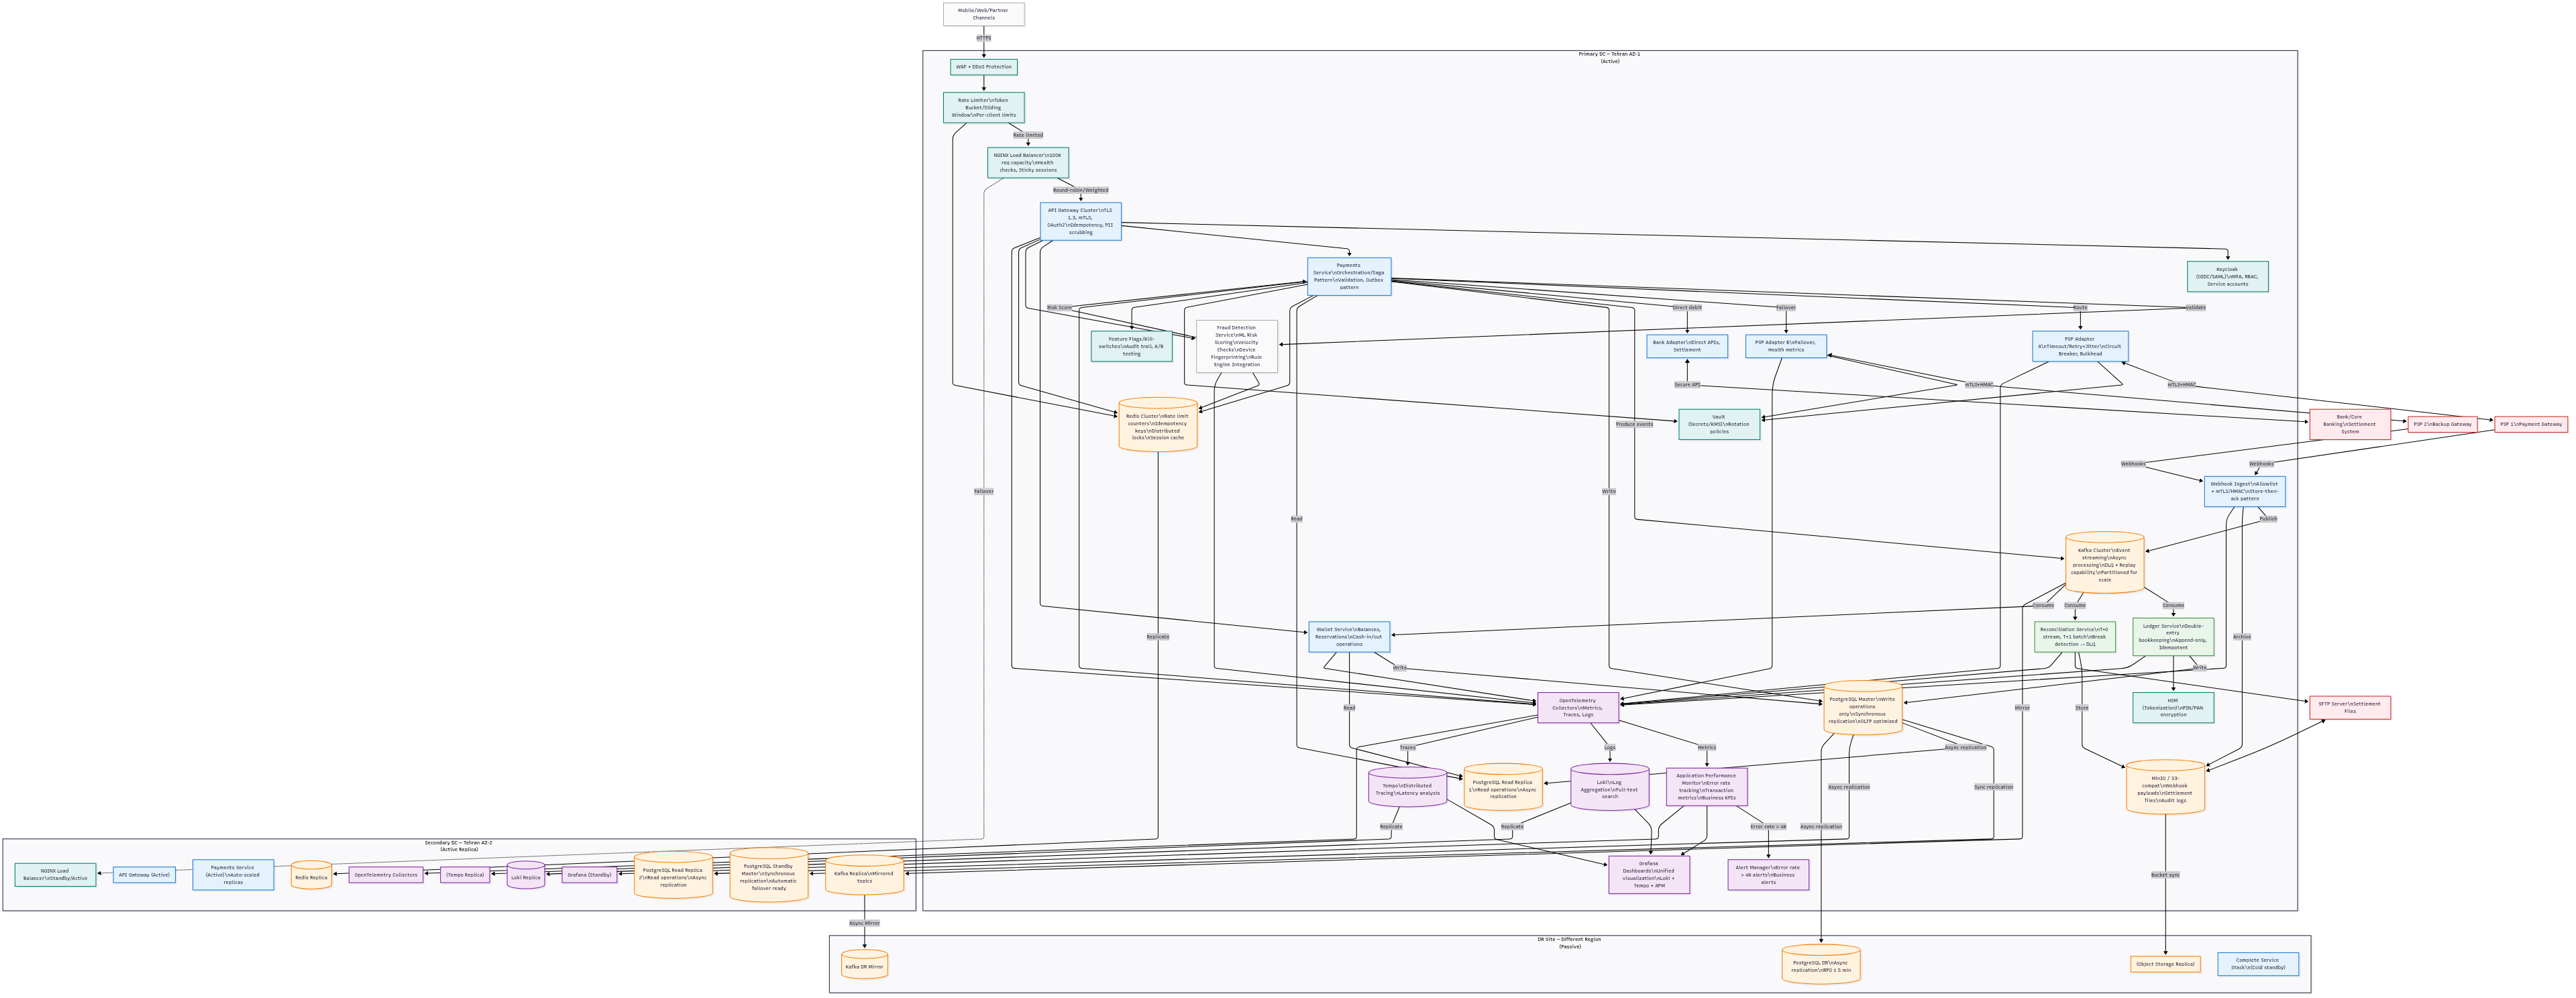 Mobile/Web/Partner
Channels
HTTPS
Primary DC — Tehran AZ-1
(Active)
WAF + DDoS Protection
Rate Limiter\nToken
Bucket/Sliding
Window\nPer-client limits
Rate limited
NGINX Load Balancer\n100K
req capacity\nHealth
checks, Sticky sessions
Round-robin/Weighted
API Gateway Cluster\nTLS
1.3, mTLS,
OAuth2\nIdempotency, PII
scrubbing
Payments
Service\nOrchestration/Saga
Pattern\nValidation, Outbox
pattern
Keycloak
(OIDC/SAML)\nMFA, RBAC,
Service accounts
Risk Score
Direct debit
Failover
Route
Validate
Feature Flags/Kill-
switches\nAudit trail, A/B
testing
Fraud Detection
Service\nML Risk
Scoring\nVelocity
Checks\nDevice
Fingerprinting\nRule
Engine Integration
Bank Adapter\nDirect APIs,
Settlement
PSP Adapter B\nFailover,
Health metrics
PSP Adapter
A\nTimeout/Retry+Jitter\nCircuit
Breaker, Bulkhead
Secure API
mTLS+HMAC
mTLS+HMAC
Redis Cluster\nRate limit
counters\nIdempotency
keys\nDistributed
locks\nSession cache
Vault
(Secrets/KMS)\nRotation
policies
Produce events
Bank/Core
Banking\nSettlement
System
PSP 2\nBackup Gateway
PSP 1\nPayment Gateway
Webhooks
Webhooks
Failover
Write
Webhook Ingest\nAllowlist
+ mTLS/HMAC\nStore-then-
ack pattern
Read
Publish
Kafka Cluster\nEvent
streaming\nAsync
processing\nDLQ + Replay
capability\nPartitioned for
scale
Consume
Consume
Consume
Replicate
Wallet Service\nBalances,
Reservations\nCash-in/out
operations
Reconciliation Service\nT+0
stream, T+1 batch\nBreak
detection → DLQ
Ledger Service\nDouble-
entry
bookkeeping\nAppend-only,
Idempotent
Archive
Write
Write
OpenTelemetry
Collectors\nMetrics,
Traces, Logs
PostgreSQL Master\nWrite
operations
only\nSynchronous
replication\nOLTP optimized
Read
Mirror
Store
HSM
(Tokenization)\nPIN/PAN
encryption
SFTP Server\nSettlement
Files
Traces
Logs
Metrics
Async replication
Tempo\nDistributed
Tracing\nLatency analysis
PostgreSQL Read Replica
1\nRead operations\nAsync
replication
Loki\nLog
Aggregation\nFull-text
search
Application Performance
Monitor\nError rate
tracking\nTransaction
metrics\nBusiness KPIs
Async replication
Sync replication
MinIO / S3-
compat\nWebhook
payloads\nSettlement
files\nAudit logs
Replicate
Replicate
Error rate > 4%
Async replication
Secondary DC — Tehran AZ-2
(Active Replica)
NGINX Load
Balancer\nStandby/Active
API Gateway (Active)
Payments Service
(Active)\nAuto-scaled
replicas
Redis Replica
OpenTelemetry Collectors
(Tempo Replica)
Loki Replica
Grafana (Standby)
PostgreSQL Read Replica
2\nRead operations\nAsync
replication
PostgreSQL Standby
Master\nSynchronous
replication\nAutomatic
failover ready
Kafka Replica\nMirrored
topics
Grafana
Dashboards\nUnified
visualization\nLoki +
Tempo + APM
Alert Manager\nError rate
> 4% alerts\nBusiness
alerts
Bucket sync
Async Mirror
DR Site — Different Region
(Passive)
Kafka DR Mirror
PostgreSQL DR\nAsync
replication\nRPO ≤ 5 min
(Object Storage Replica)
Complete Service
Stack\n(Cold standby)